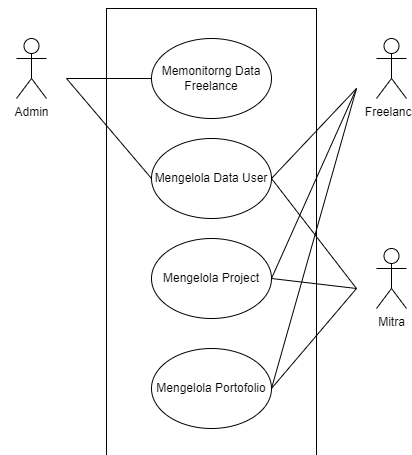 Memonitorng Data
Freelance
Admin
Freelanc
Mengelola Data User
Mengelola Project
Mitra
Mengelola Portofolio